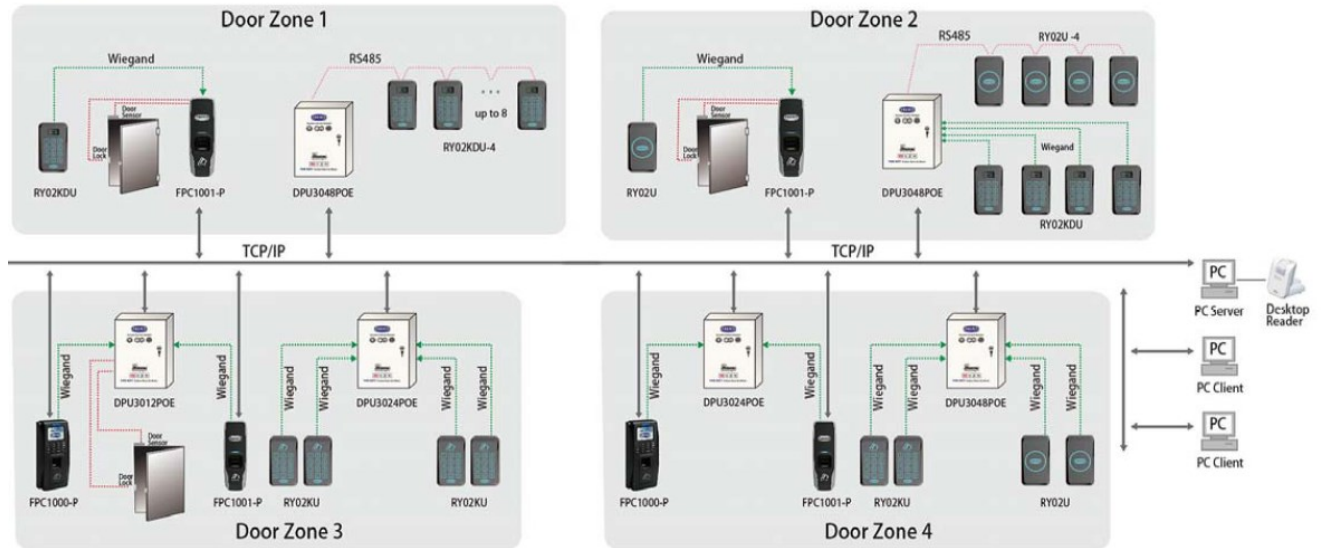 Door Zone 1
Wiegand
RS485
Door
Sensor
Door
Lock
up to 8
RY02KDU-4
RY02KDU
FPC1001-P
DPU3048POE
Door Zone 2
Wiegand
RS485
RY02U -4
Door
Sensor
Door
Lock
Wiegand
RY02U
FPC1001-P
DPU3048POE
RY02KDU
TCP/IP
TCP/IP
PC
PC Server
Desktop
Reader
PC
PC Client
PC
PC Client
Wiegand
Wiegand
Wiegand
Wiegand
Wiegand
Wiegand
DPU3012POE
DPU3024POE
Door
Sensor
Door
Lock
FPC1000-P
FPC1001-P
RY02KU
RY02KU
Door Zone 3
Wiegand
Wiegand
Wiegand
Wiegand
Wiegand
Wiegand
DPU3024POE
DPU3048POE
FPC1000-P
FPC1001-P
RY02KU
RY02U
Door Zone 4